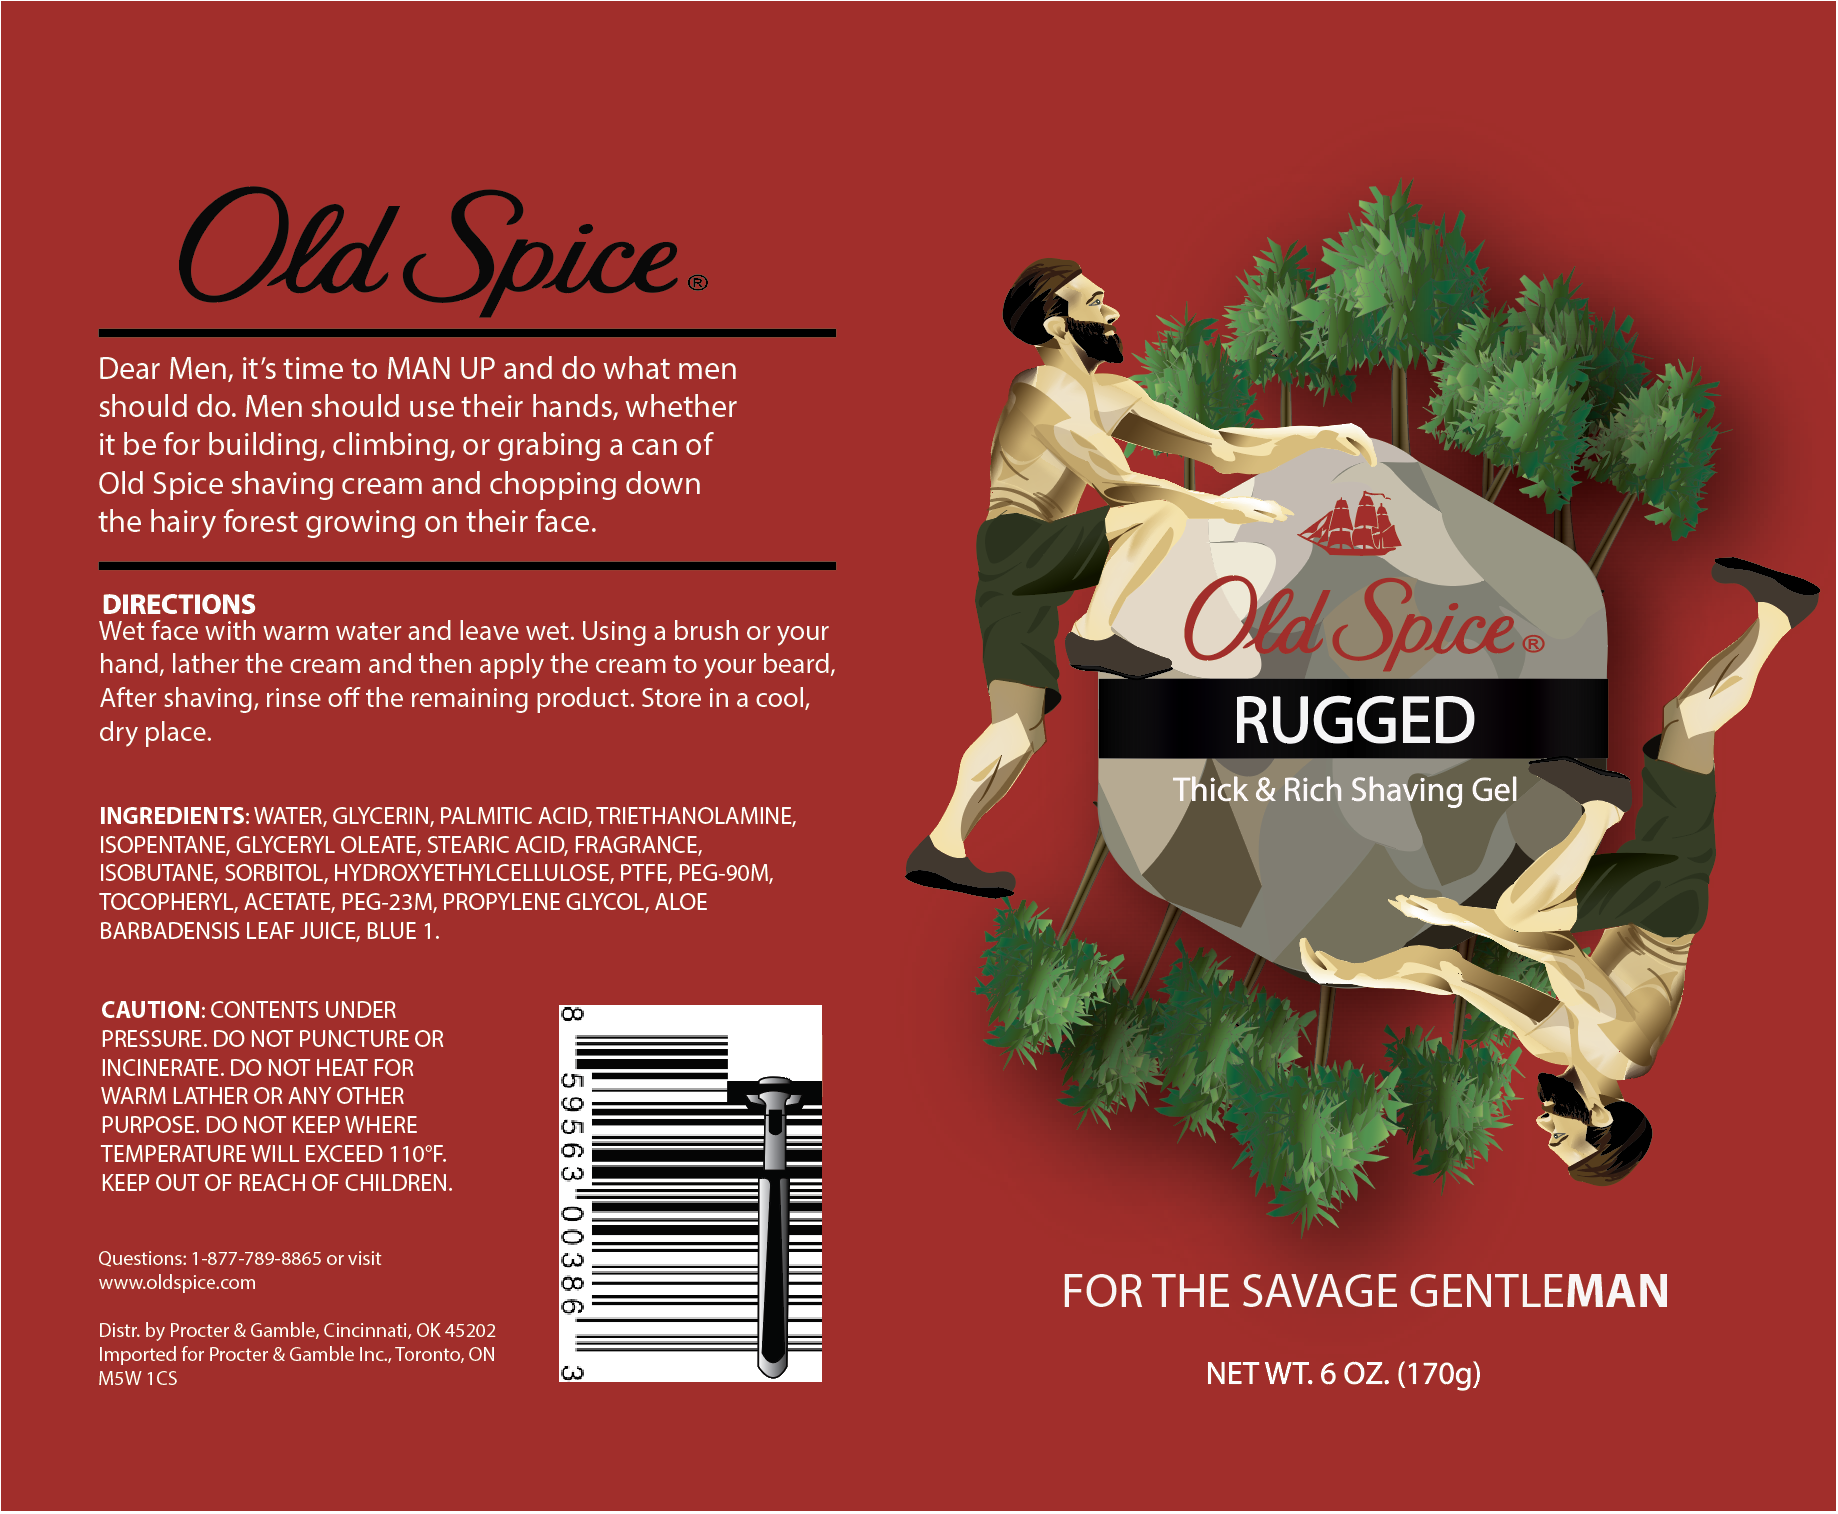 Old Spice®
Dear Men, it's time to MAN UP and do what men
should do. Men should use their hands, whether
it be for building, climbing, or grabing a can of
Old Spice shaving cream and chopping down
the hairy forest growing on their face.
DIRECTIONS
Wet face with warm water and leave wet. Using a brush or your
hand, lather the cream and then apply the cream to your beard,
After shaving, rinse off the remaining product. Store in a cool,
dry place.
INGREDIENTS: WATER, GLYCERIN, PALMITIC ACID, TRIETHANOLAMINE,
ISOPENTANE, GLYCERYL OLEATE, STEARIC ACID, FRAGRANCE,
ISOBUTANE, SORBITOL, HYDROXYETHYLCELLULOSE, PTFE, PEG-90M,
TOCOPHERYL, ACETATE, PEG-23M, PROPYLENE GLYCOL, ALOE
BARBADENSIS LEAF JUICE, BLUE 1.
CAUTION: CONTENTS UNDER
PRESSURE. DO NOT PUNCTURE OR
INCINERATE. DO NOT HEAT FOR
WARM LATHER OR ANY OTHER
PURPOSE. DO NOT KEEP WHERE
TEMPERATURE WILL EXCEED 110°F.
KEEP OUT OF REACH OF CHILDREN.
8 59563 00386 3
Questions: 1-877-789-8865 or visit
www.oldspice.com
Distr. by Procter & Gamble, Cincinnati, OK 45202
Imported for Procter & Gamble Inc., Toronto, ON
M5W 1CS
Old Spice®
RUGGED
Thick & Rich Shaving Gel
FOR THE SAVAGE GENTLEMAN
NET WT. 6 OZ. (170g)